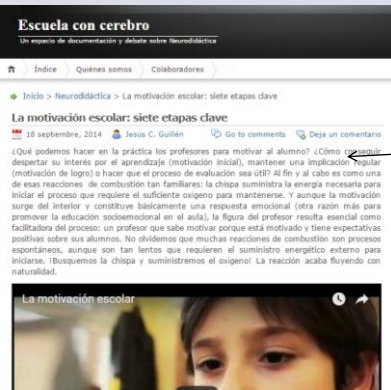 Escuela con cerebro
Un espacio de documentación y debate sobre Neurodidáctica
Índice Quiénes somos Colaboradores
Inicio > Neurodidáctica > La motivación escolar: siete etapas clave
La motivación escolar: siete etapas clave
18 septiembre, 2014 Jesús C. Guillén Go to comments Deja un comentario
¿Qué podemos hacer en la práctica los profesores para motivar al alumno? ¿Cómo conseguir
despertar su interés por el aprendizaje (motivación inicial), mantener una implicación regular
(motivación de logro) o hacer que el proceso de evaluación sea útil? Al fin y al cabo es como una
de esas reacciones de combustión tan familiares: la chispa suministra la energía necesaria para
iniciar el proceso que requiere el suficiente oxígeno para mantenerse. Y aunque la motivación
surge del interior y constituye básicamente una respuesta emocional (otra razón más para
promover la educación socioemocional en el aula), la figura del profesor resulta esencial como
facilitadora del proceso: un profesor que sabe motivar porque está motivado y tiene expectativas
positivas sobre sus alumnos. No olvidemos que muchas reacciones de combustión son procesos
espontáneos, aunque son tan lentos que requieren el suministro energético externo para
iniciarse. ¡Busquemos la chispa y suministremos el oxígeno! La reacción acaba fluyendo con
naturalidad.
La motivación escolar